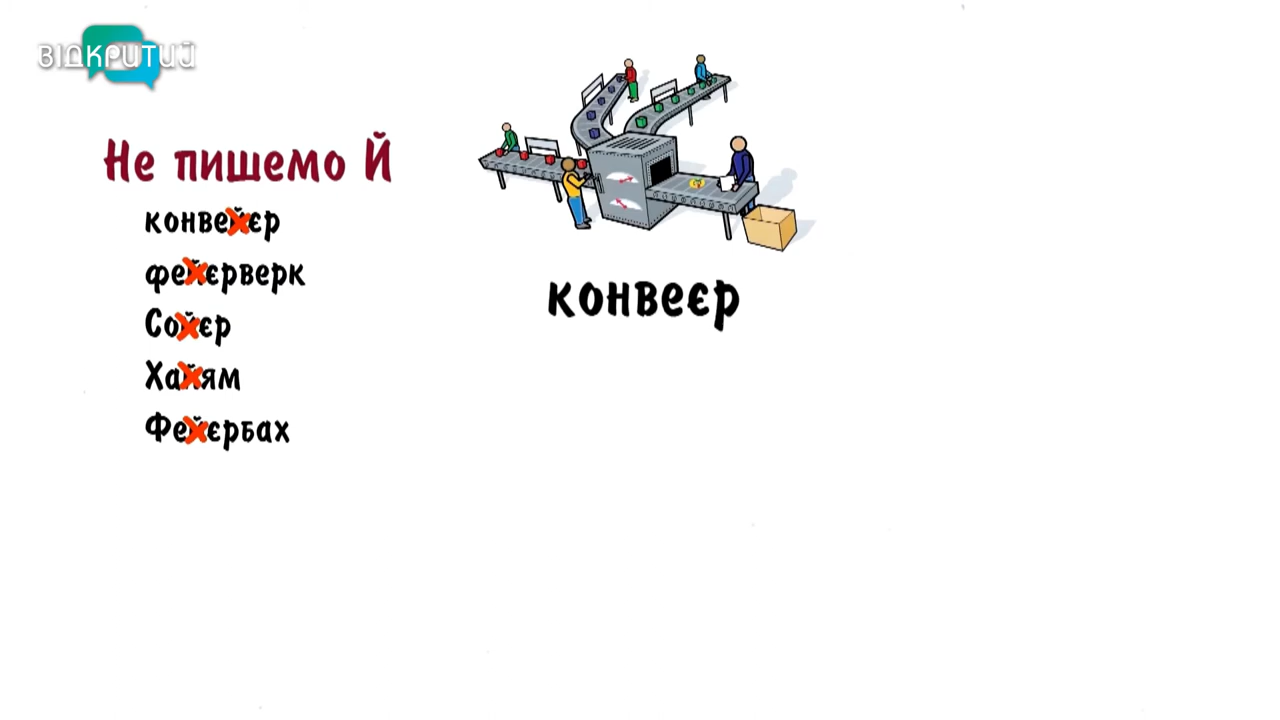 ВІДКРИТИЙ
Не пишемо Й
конвейєр
фейєрверк
Сойєр
Хайям
Фейєрбах
конвеєр